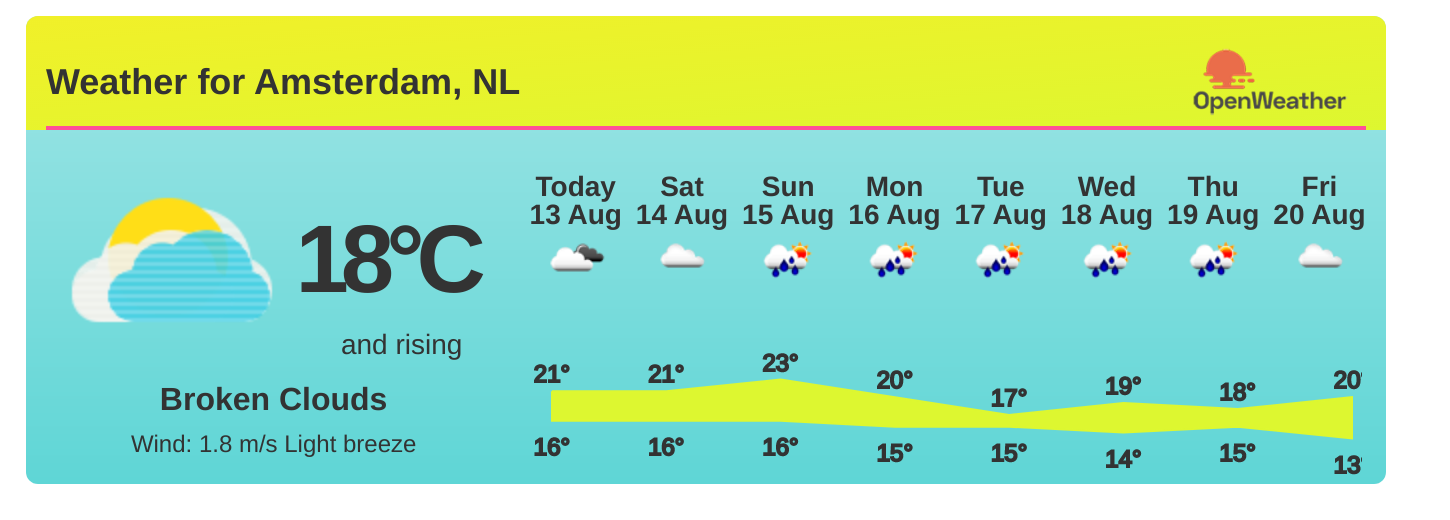 Weather for Amsterdam, NL
OpenWeather
Today Sat Sun Mon Tue Wed Thu Fri
13 Aug 14 Aug 15 Aug 16 Aug 17 Aug 18 Aug 19 Aug 20 Aug
18°C
and rising
Broken Clouds
Wind: 1.8 m/s Light breeze
21° 21° 23° 20° 17° 19° 18° 20°
16° 16° 16° 15° 15° 14° 15° 13°